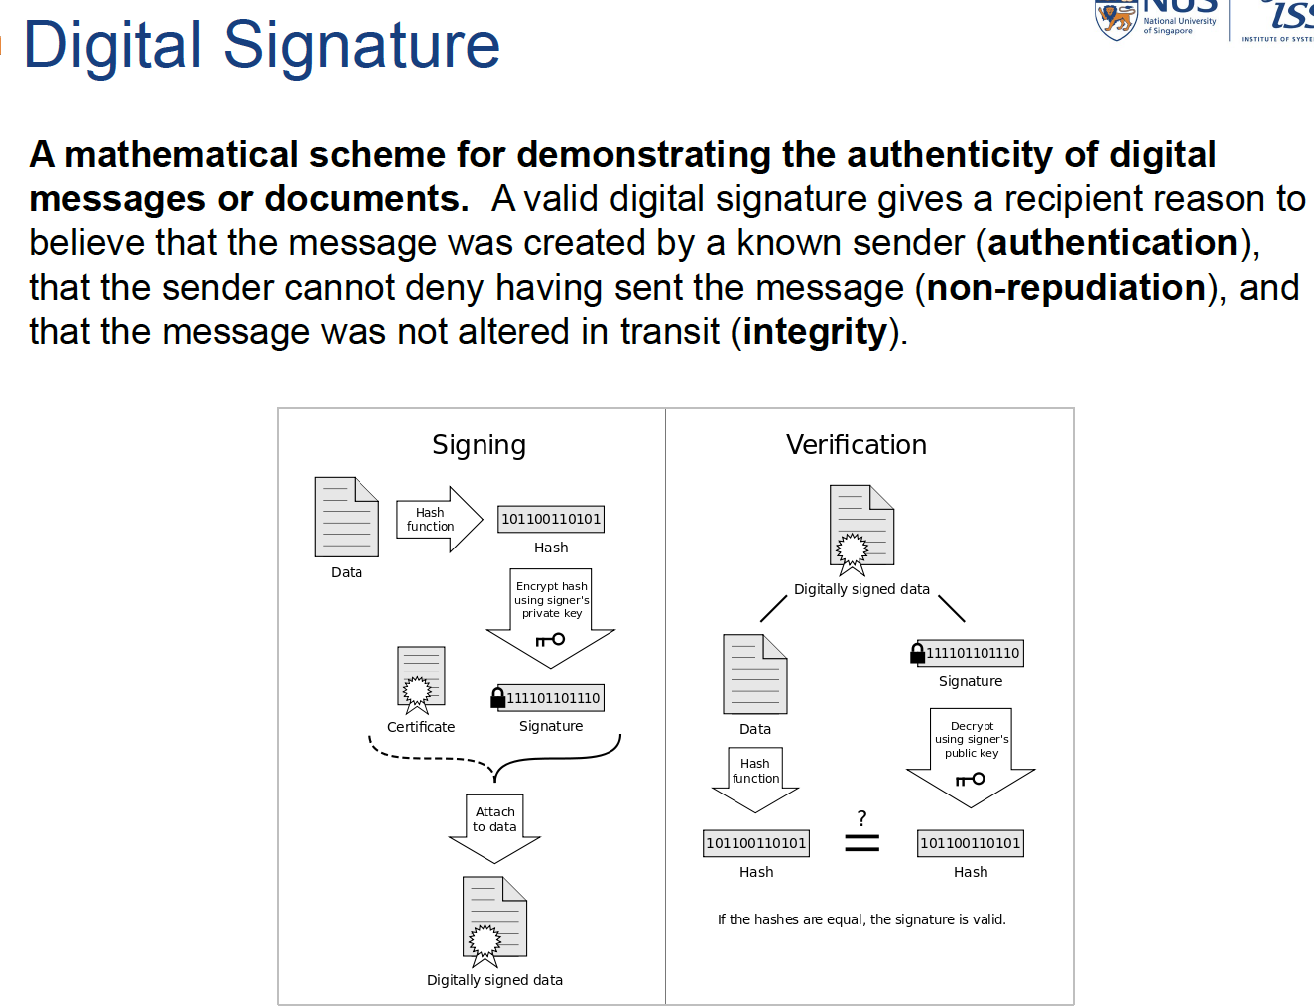 Digital Signature
NUS
National University
of Singapore
ISS
A mathematical scheme for demonstrating the authenticity of digital
messages or documents. A valid digital signature gives a recipient reason to
believe that the message was created by a known sender (authentication),
that the sender cannot deny having sent the message (non-repudiation), and
that the message was not altered in transit (integrity).
Signing
Hash
function
101100110101
Hash
Data
Encrypt hash
using signer's
private key
111101101110
Certificate
Signature
Attach
to data
Digitally signed data
Verification
Digitally signed data
111101101110
Signature
Data
Decrypt
using signer's
public key
Hash
function
?
101100110101
101100110101
Hash
Hash
If the hashes are equal, the signature is valid.